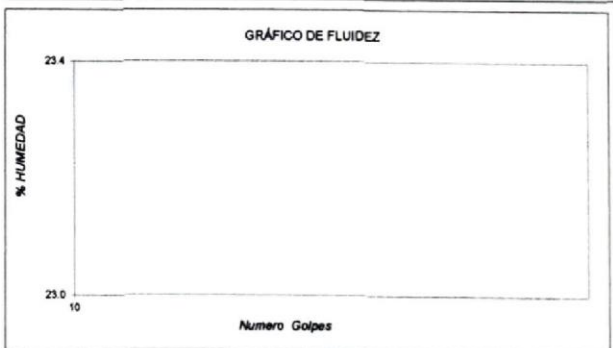 GRÁFICO DE FLUIDEZ
23.4
% HUMEDAD
23.0
10
Numero Golpes